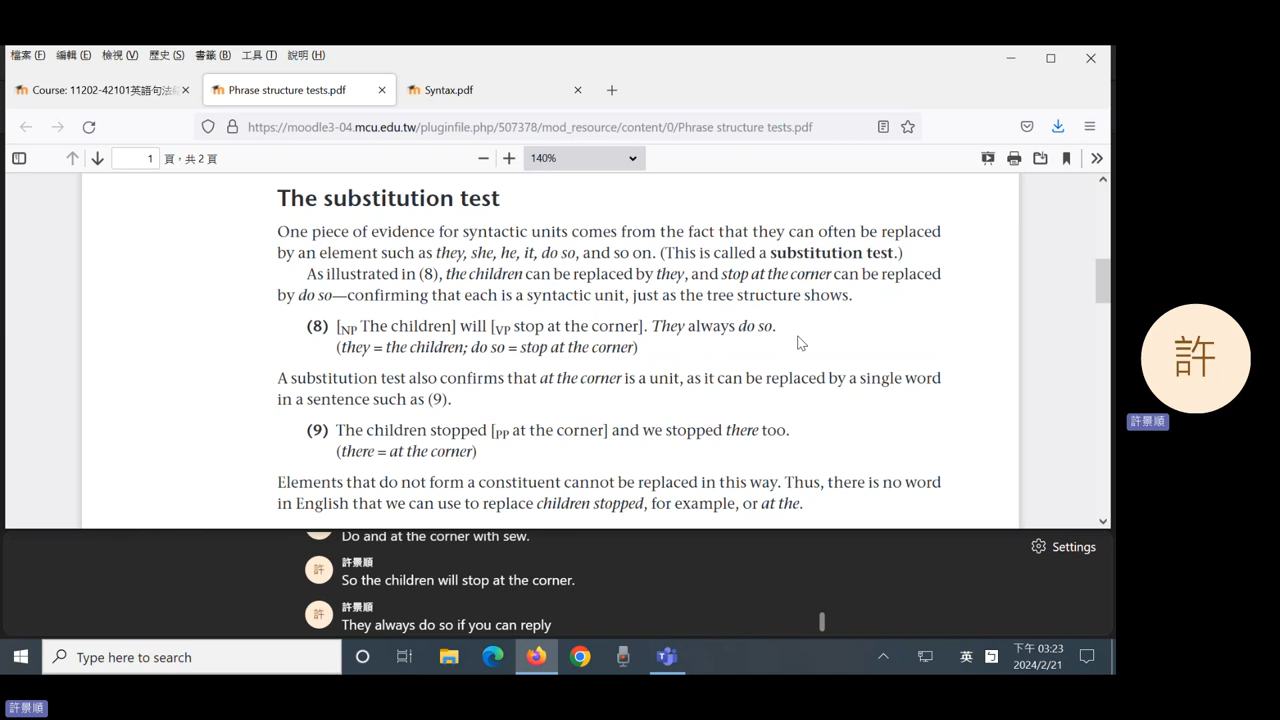 檔案 (F) 編輯 (E) 檢視 (V) 歷史 (S) 書籤 (B) 工具 (T) 說明 (H)
Course: 11202-42101英語句法結 Phrase structure tests.pdf Syntax.pdf
https://moodle3-04.mcu.edu.tw/pluginfile.php/507378/mod_resource/content/0/Phrase structure tests.pdf
1 頁，共 2 頁 140%
The substitution test
One piece of evidence for syntactic units comes from the fact that they can often be replaced
by an element such as they, she, he, it, do so, and so on. (This is called a substitution test.)
As illustrated in (8), the children can be replaced by they, and stop at the corner can be replaced
by do so—confirming that each is a syntactic unit, just as the tree structure shows.
(8) [NP The children] will [VP stop at the corner]. They always do so.
(they = the children; do so = stop at the corner)
A substitution test also confirms that at the corner is a unit, as it can be replaced by a single word
in a sentence such as (9).
(9) The children stopped [PP at the corner] and we stopped there too.
(there = at the corner)
Elements that do not form a constituent cannot be replaced in this way. Thus, there is no word
in English that we can use to replace children stopped, for example, or at the.
許
許景順
Do and at the corner with sew.
Settings
許景順
許
So the children will stop at the corner.
許景順
許
They always do so if you can reply
Type here to search
英
下午 03:23
2024/2/21
許景順